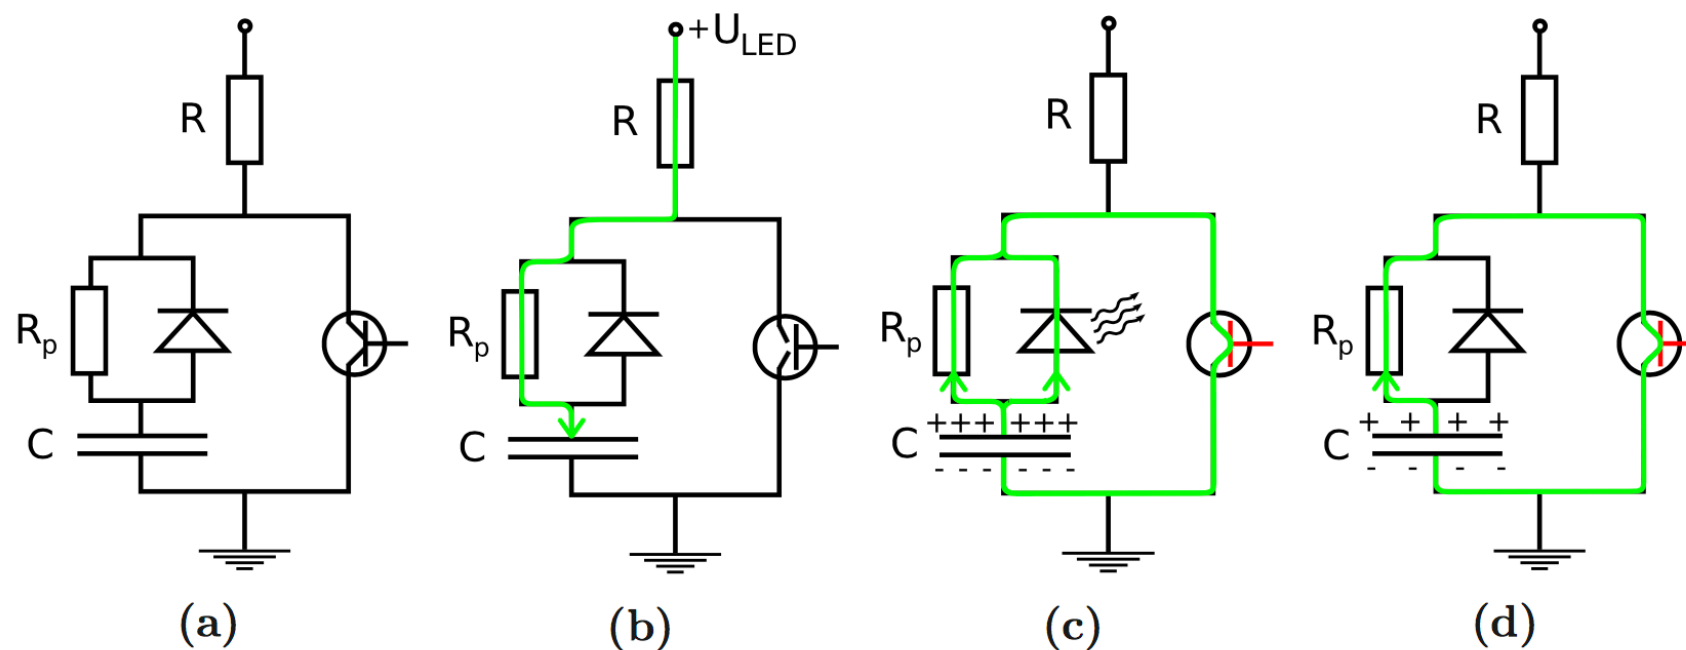 +U_LED
R
R
R
R
R_p
R_p
R_p
R_p
C
C
C
C
+ + + + + +
- - - - - -
+ + + +
- - - -
(a)
(b)
(c)
(d)